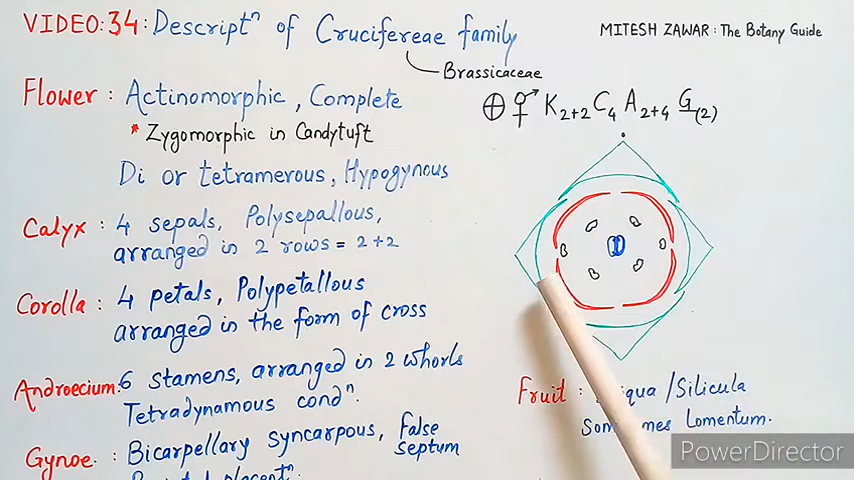 VIDEO:34: Descriptⁿ of Crucifereae family
MITESH ZAWAR: The Botany Guide
Brassicaceae
Flower: Actinomorphic, Complete
* Zygomorphic in Candytuft
Di or tetramerous, Hypogynous
⊕ ⚥ K2+2 C4 A2+4 G(2)
Calyx: 4 sepals, Polysepallous,
arranged in 2 rows = 2+2
Corolla: 4 petals, Polypetallous
arranged in the form of cross
Androecium: 6 stamens, arranged in 2 whorls
Tetradynamous condⁿ.
Gynoe: Bicarpellary syncarpous, False
septum
Fruit: /Silicula
Lomentum.
PowerDirector